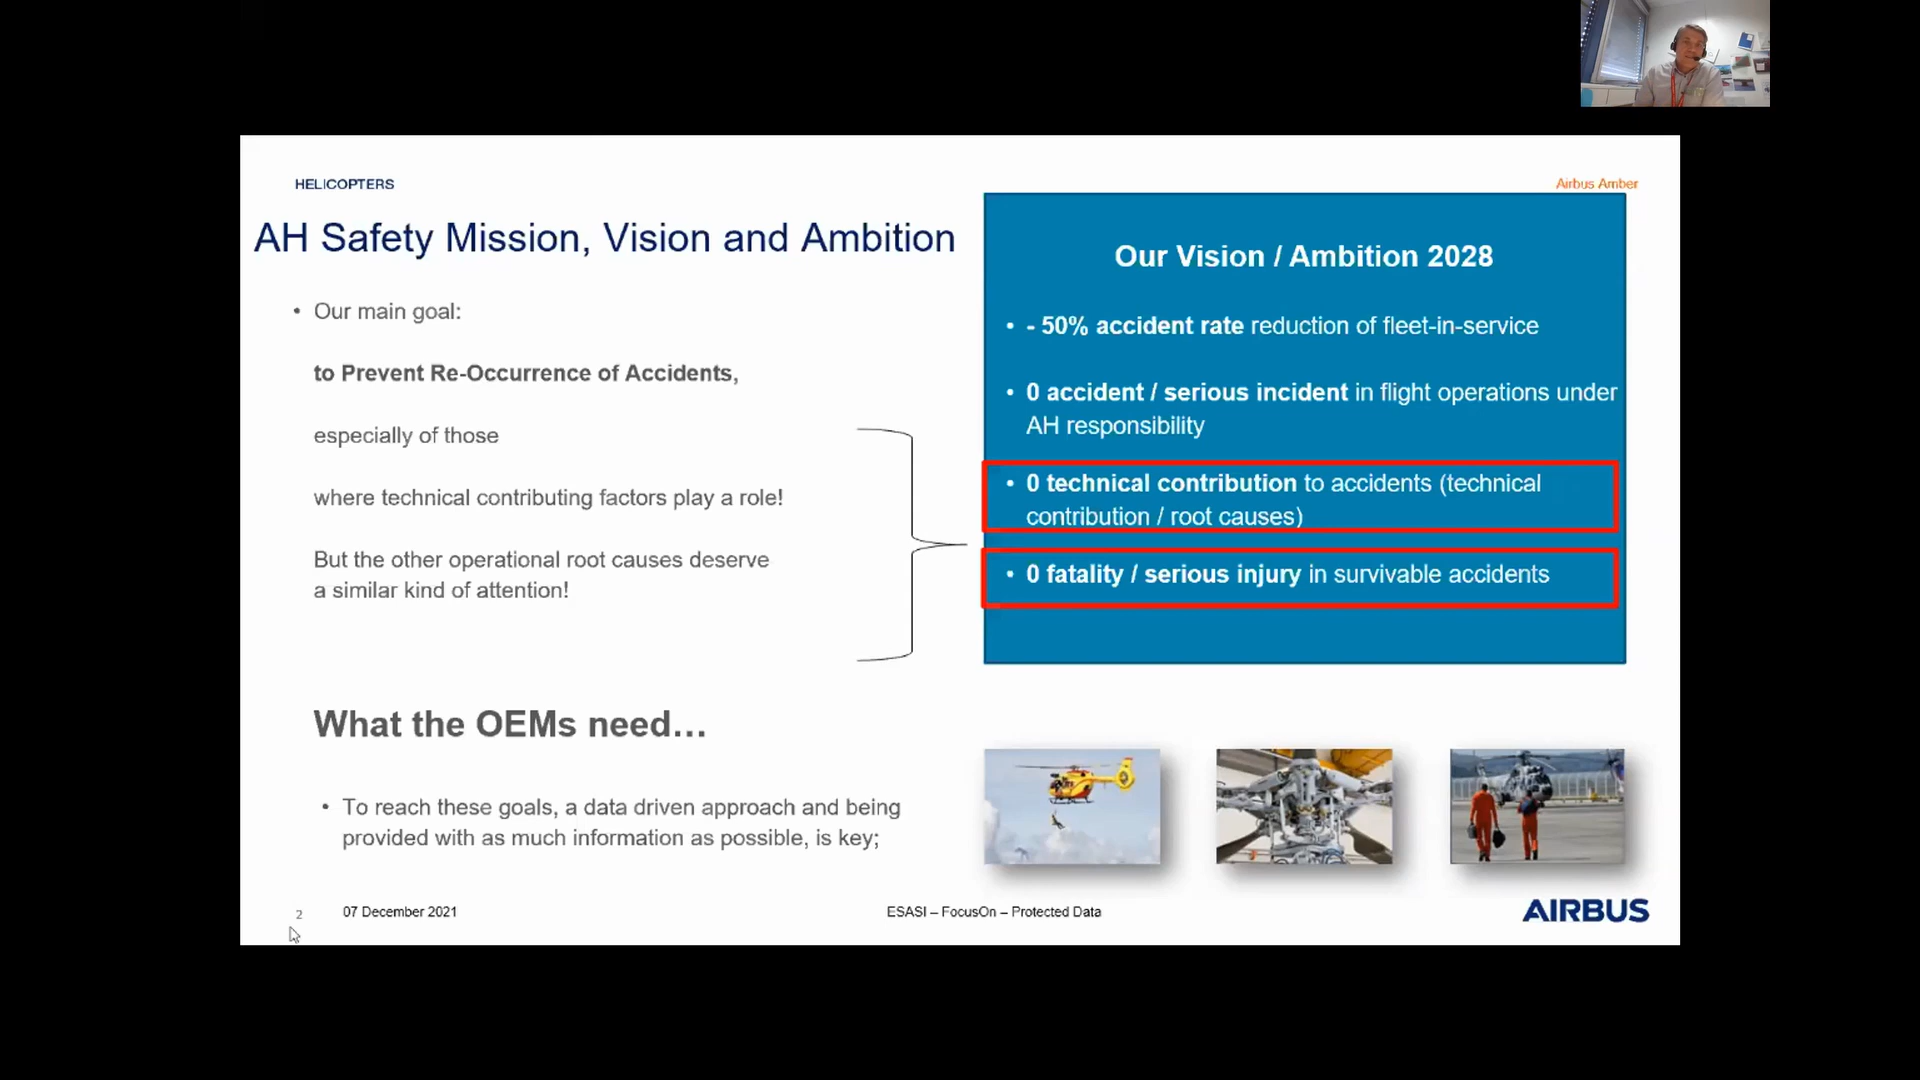 HELICOPTERS
Airbus Amber
AH Safety Mission, Vision and Ambition
• Our main goal:
to Prevent Re-Occurrence of Accidents,
especially of those
where technical contributing factors play a role!
But the other operational root causes deserve
a similar kind of attention!
Our Vision / Ambition 2028
• - 50% accident rate reduction of fleet-in-service
• 0 accident / serious incident in flight operations under
AH responsibility
• 0 technical contribution to accidents (technical
contribution / root causes)
• 0 fatality / serious injury in survivable accidents
What the OEMs need…
• To reach these goals, a data driven approach and being
provided with as much information as possible, is key;
2
07 December 2021
ESASI – FocusOn – Protected Data
AIRBUS